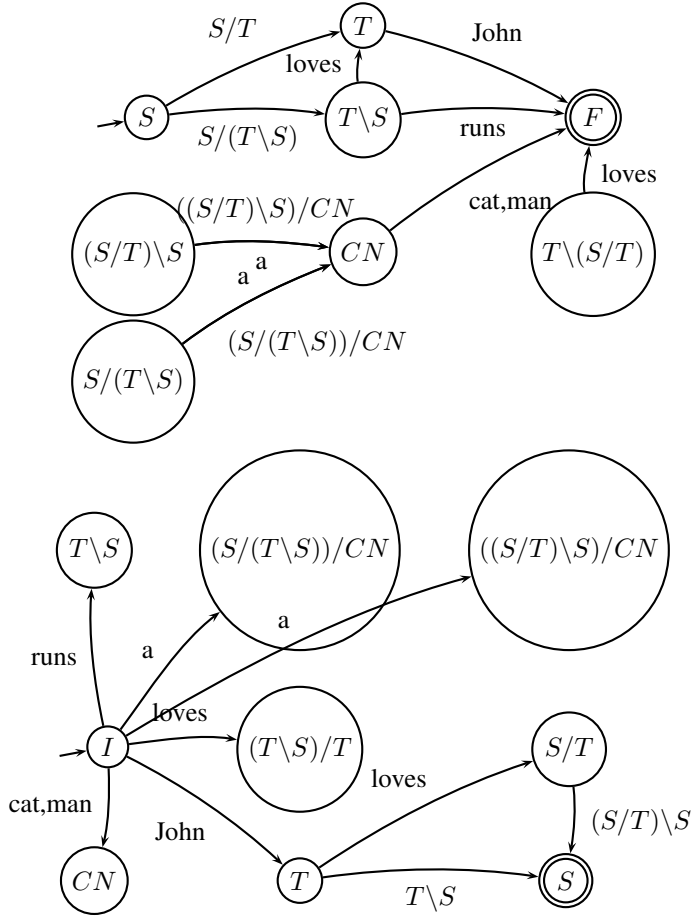 S/T
T
John
loves
S
T\S
F
S/(T\S)
runs
loves
cat,man
((S/T)\S)/CN
(S/T)\S
a
CN
T\(S/T)
a
(S/(T\S))/CN
S/(T\S)
T\S
(S/(T\S))/CN
((S/T)\S)/CN
a
a
runs
loves
I
(T\S)/T
S/T
loves
cat,man
John
(S/T)\S
CN
T
T\S
S